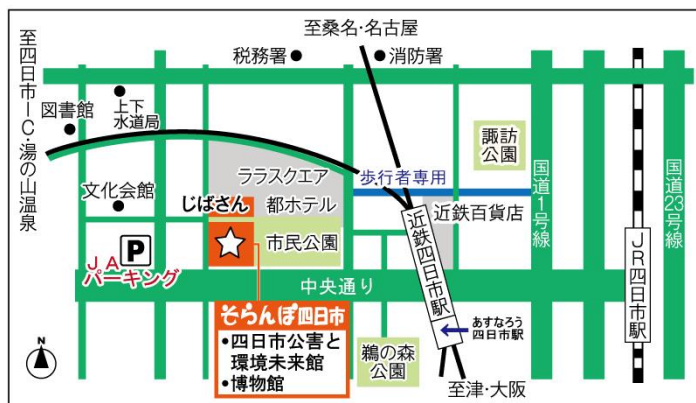 至桑名・名古屋
税務署
消防署
至四日市IC・湯の山温泉
図書館
上下
水道局
諏訪
公園
ララスクエア
歩行者専用
国道1号線
国道23号線
文化会館
じばさん
都ホテル
近鉄百貨店
市民公園
近鉄四日市駅
P
JA
パーキング
中央通り
JR四日市駅
そらんぽ四日市
•四日市公害と
環境未来館
•博物館
あすなろう
四日市駅
鵜の森
公園
N
至津・大阪